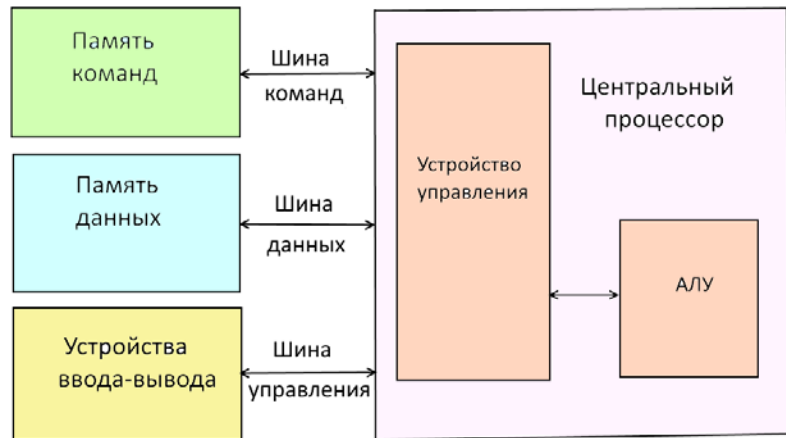 Память
команд
Шина
команд
Центральный
процессор
Устройство
управления
Память
данных
Шина
данных
АЛУ
Устройства
ввода-вывода
Шина
управления